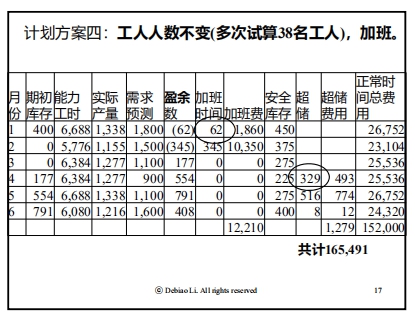 计划方案四：工人人数不变(多次试算38名工人)，加班。
月份 期初库存 能力工时 实际产量 需求预测 盈余数 加班时间 加班费 安全库存 超储 超储费用 正常时间总费用
1 400 6,688 1,338 1,800 (62) 62 1,860 450 26,752
2 0 5,776 1,155 1,500 (345) 345 10,350 375 23,104
3 0 6,384 1,277 1,100 177 0 0 275 25,536
4 177 6,384 1,277 900 554 0 0 225 329 493 25,536
5 554 6,688 1,338 1,100 791 0 0 275 516 774 26,752
6 791 6,080 1,216 1,600 408 0 0 400 8 12 24,320
12,210 1,279 152,000
共计165,491
© Debiao Li. All rights reserved
17